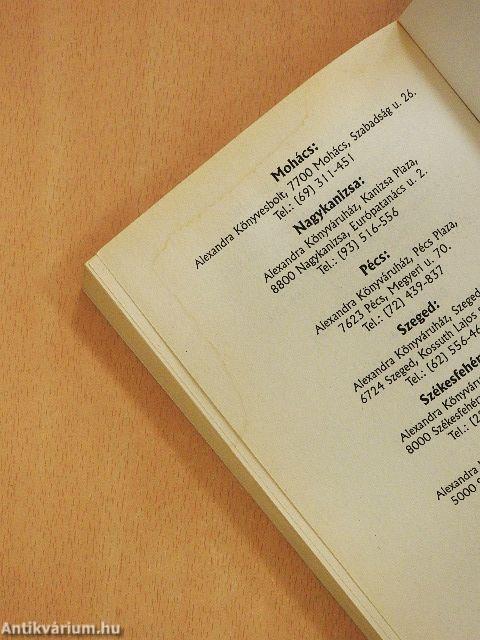 Mohács:
Alexandra Könyvesbolt, 7700 Mohács, Szabadság u. 26.
Tel.: (69) 311-451
Nagykanizsa:
Alexandra Könyváruház, Kanizsa Plaza,
8800 Nagykanizsa, Európatanács u. 2.
Tel.: (93) 516-556
Pécs:
Alexandra Könyváruház, Pécs Plaza,
7623 Pécs, Megyeri u. 70.
Tel.: (72) 439-837
Szeged:
Alexandra Könyváruház, Szeged
6724 Szeged, Kossuth Lajos
Tel.: (62) 556-46
Székesfehér
Alexandra Könyváru
8000 Székesfehér
Tel.: (2
Alexandra K
5000 S
Antikvárium.hu